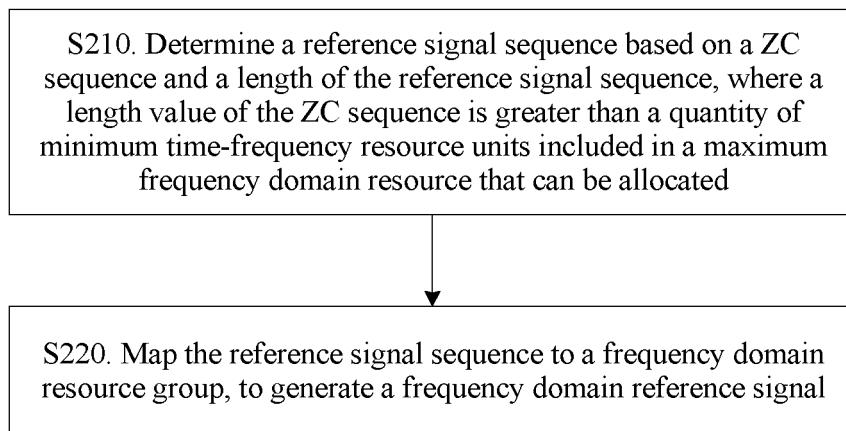 S210. Determine a reference signal sequence based on a ZC
sequence and a length of the reference signal sequence, where a
length value of the ZC sequence is greater than a quantity of
minimum time-frequency resource units included in a maximum
frequency domain resource that can be allocated
S220. Map the reference signal sequence to a frequency domain
resource group, to generate a frequency domain reference signal